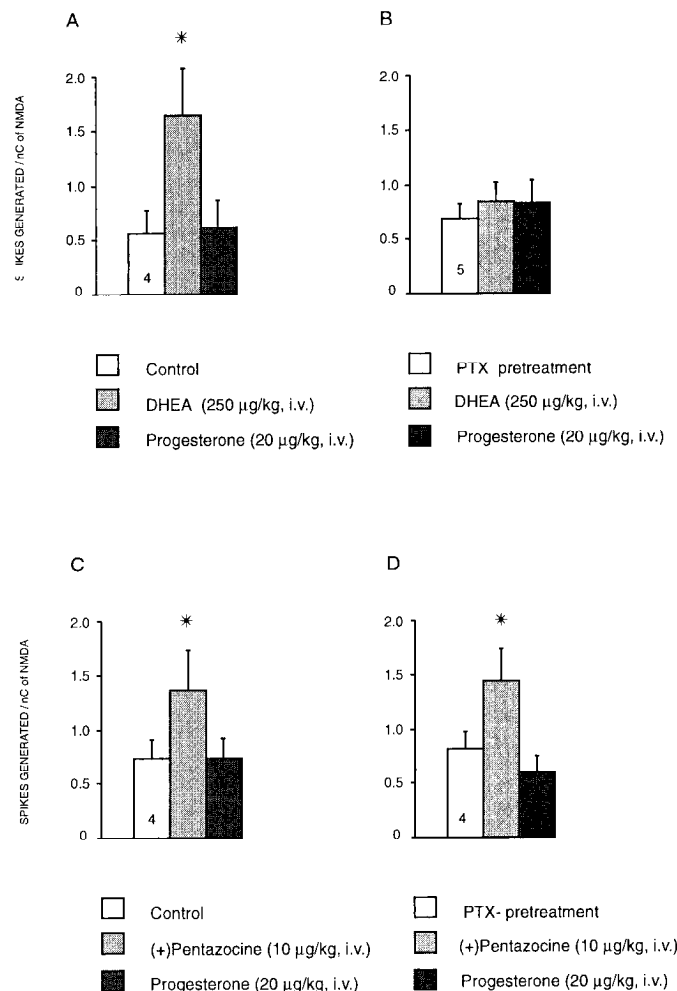 A
*
B
2.0
1.5
1.0
0.5
0
IKES GENERATED / nC of NMDA
4
2.0
1.5
1.0
0.5
0
5
Control
DHEA (250 µg/kg, i.v.)
Progesterone (20 µg/kg, i.v.)
PTX pretreatment
DHEA (250 µg/kg, i.v.)
Progesterone (20 µg/kg, i.v.)
C
*
D
*
2.0
1.5
1.0
0.5
0
SPIKES GENERATED / nC of NMDA
4
2.0
1.5
1.0
0.5
0
4
Control
(+)Pentazocine (10 µg/kg, i.v.)
Progesterone (20 µg/kg, i.v.)
PTX- pretreatment
(+)Pentazocine (10 µg/kg, i.v.)
Progesterone (20 µg/kg, i.v.)